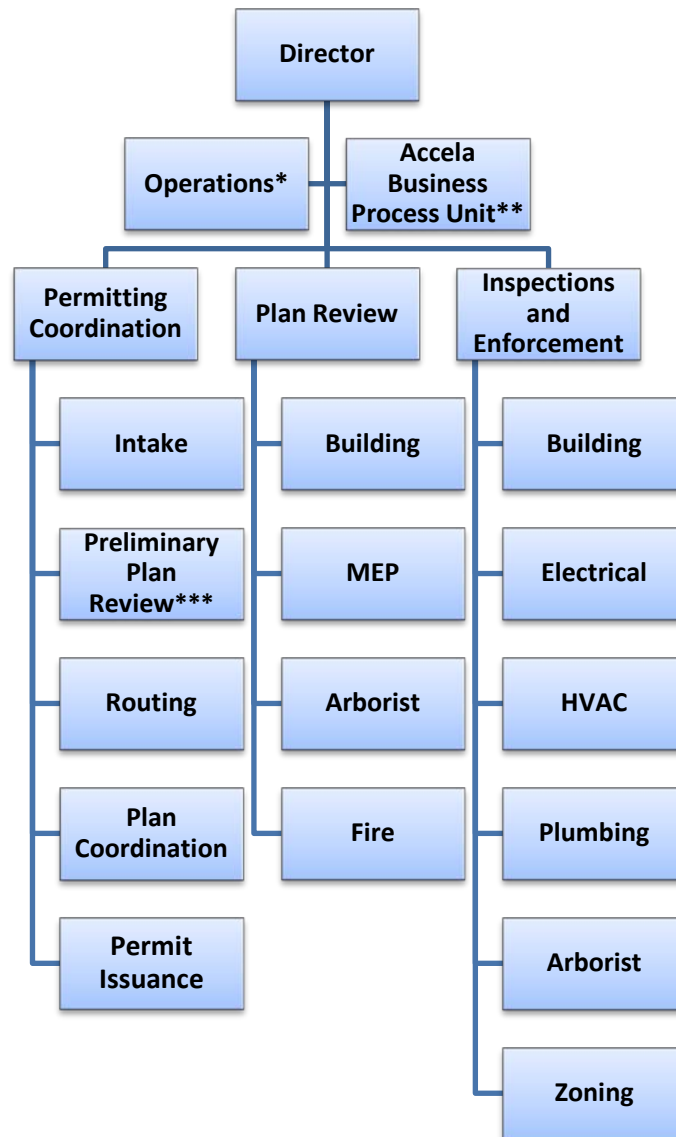 Director
Operations*
Accela
Business
Process Unit**
Permitting
Coordination
Plan Review
Inspections
and
Enforcement
Intake
Building
Building
Preliminary
Plan
Review***
MEP
Electrical
Routing
Arborist
HVAC
Plan
Coordination
Fire
Plumbing
Permit
Issuance
Arborist
Zoning